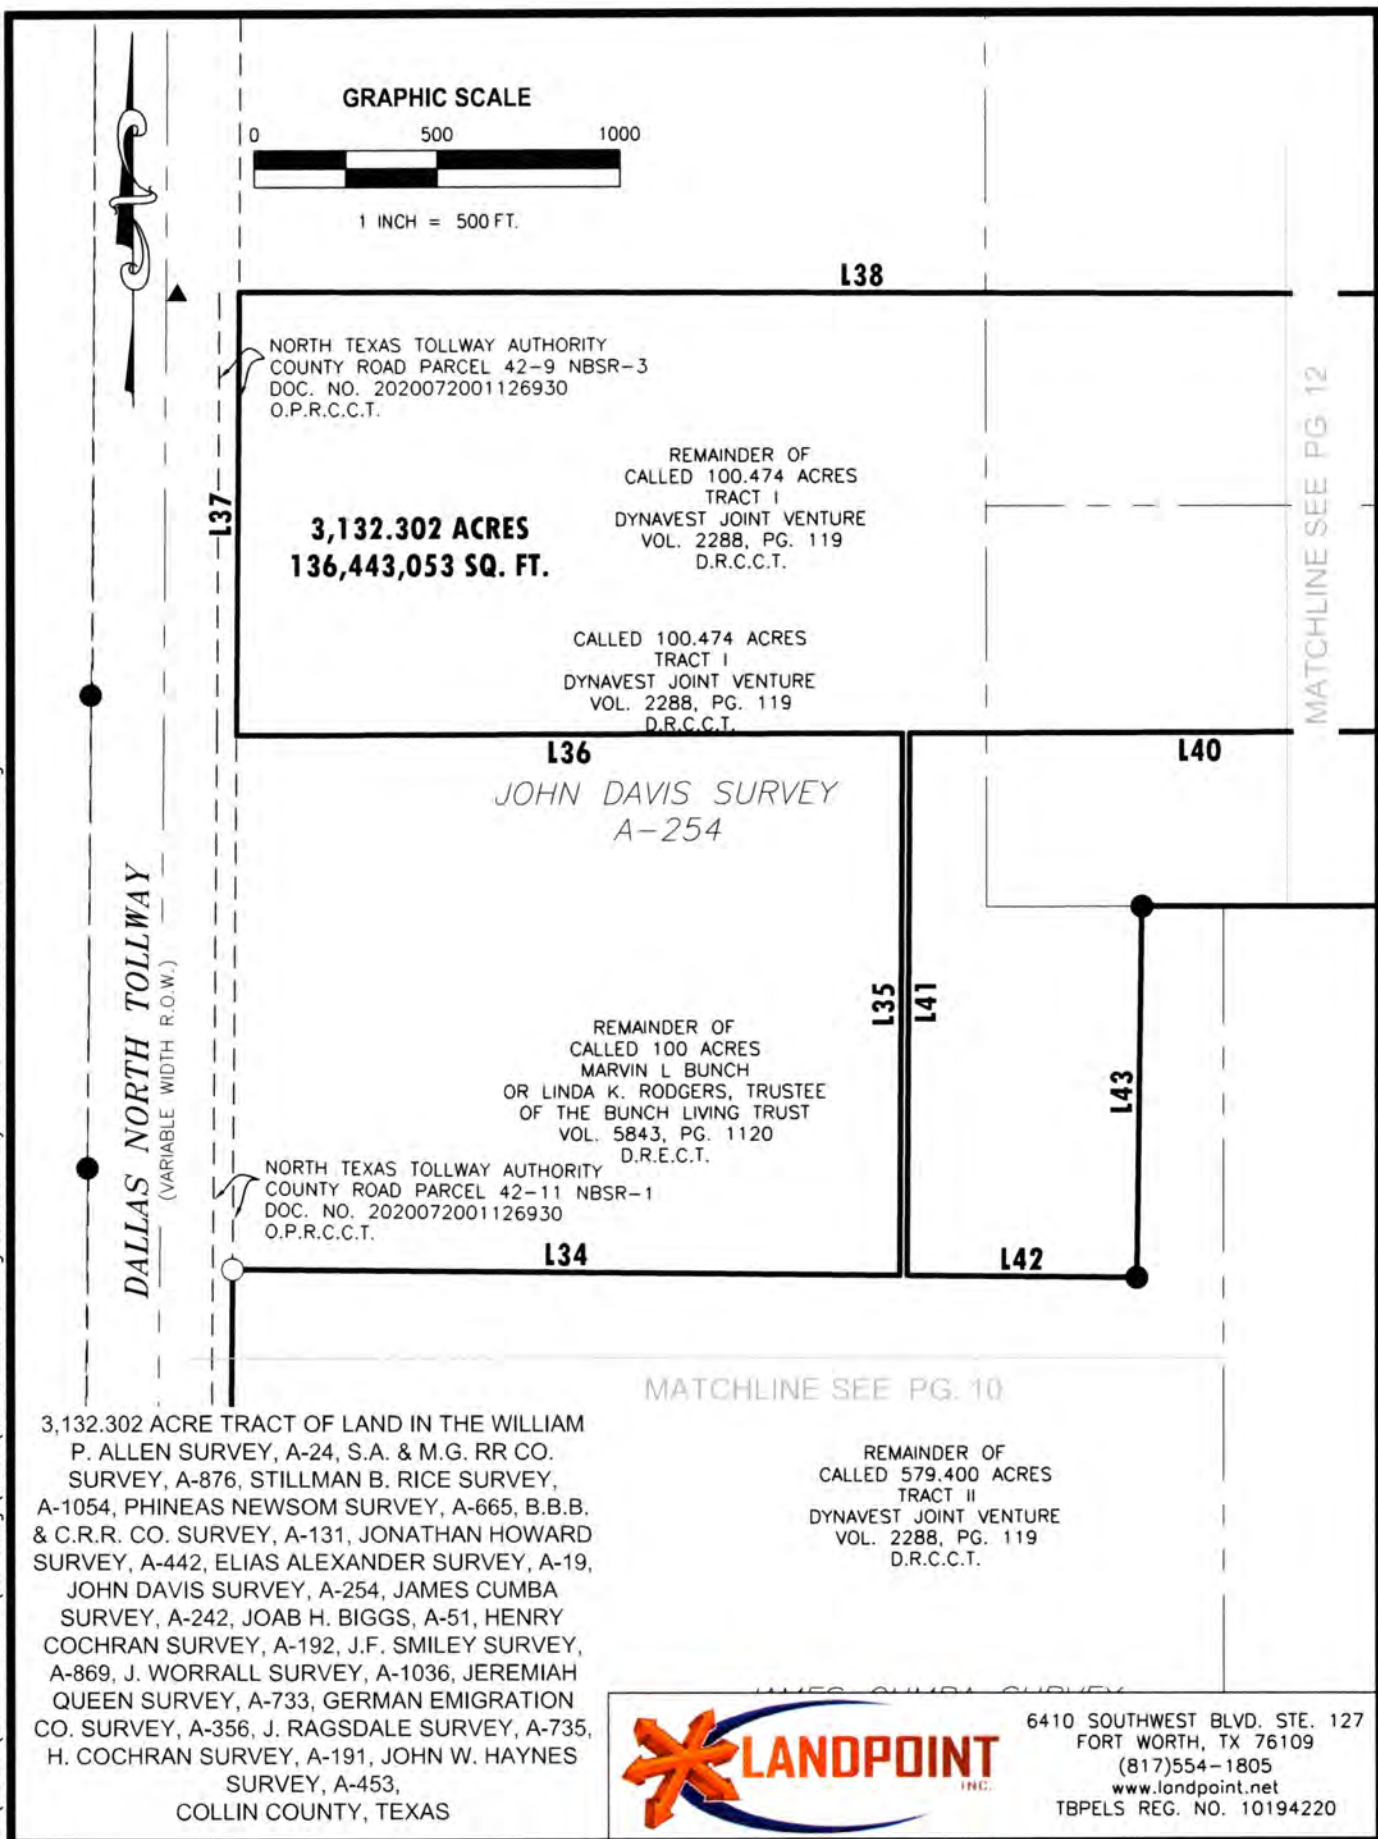 GRAPHIC SCALE
0 500 1000
1 INCH = 500 FT.
L38
NORTH TEXAS TOLLWAY AUTHORITY
COUNTY ROAD PARCEL 42-9 NBSR-3
DOC. NO. 2020072001126930
O.P.R.C.C.T.
L37
3,132.302 ACRES
136,443,053 SQ. FT.
REMAINDER OF
CALLED 100.474 ACRES
TRACT I
DYNAVEST JOINT VENTURE
VOL. 2288, PG. 119
D.R.C.C.T.
MATCHLINE SEE PG. 12
CALLED 100.474 ACRES
TRACT I
DYNAVEST JOINT VENTURE
VOL. 2288, PG. 119
D.R.C.C.T.
L36
L40
JOHN DAVIS SURVEY
A-254
DALLAS NORTH TOLLWAY
(VARIABLE WIDTH R.O.W.)
L35
L41
L43
REMAINDER OF
CALLED 100 ACRES
MARVIN L BUNCH
OR LINDA K. RODGERS, TRUSTEE
OF THE BUNCH LIVING TRUST
VOL. 5843, PG. 1120
D.R.E.C.T.
NORTH TEXAS TOLLWAY AUTHORITY
COUNTY ROAD PARCEL 42-11 NBSR-1
DOC. NO. 2020072001126930
O.P.R.C.C.T.
L34
L42
MATCHLINE SEE PG. 10
3,132.302 ACRE TRACT OF LAND IN THE WILLIAM
P. ALLEN SURVEY, A-24, S.A. & M.G. RR CO.
SURVEY, A-876, STILLMAN B. RICE SURVEY,
A-1054, PHINEAS NEWSOM SURVEY, A-665, B.B.B.
& C.R.R. CO. SURVEY, A-131, JONATHAN HOWARD
SURVEY, A-442, ELIAS ALEXANDER SURVEY, A-19,
JOHN DAVIS SURVEY, A-254, JAMES CUMBA
SURVEY, A-242, JOAB H. BIGGS, A-51, HENRY
COCHRAN SURVEY, A-192, J.F. SMILEY SURVEY,
A-869, J. WORRALL SURVEY, A-1036, JEREMIAH
QUEEN SURVEY, A-733, GERMAN EMIGRATION
CO. SURVEY, A-356, J. RAGSDALE SURVEY, A-735,
H. COCHRAN SURVEY, A-191, JOHN W. HAYNES
SURVEY, A-453,
COLLIN COUNTY, TEXAS
REMAINDER OF
CALLED 579.400 ACRES
TRACT II
DYNAVEST JOINT VENTURE
VOL. 2288, PG. 119
D.R.C.C.T.
JAMES CUMBA SURVEY
LANDPOINT
INC.
6410 SOUTHWEST BLVD. STE. 127
FORT WORTH, TX 76109
(817)554-1805
www.landpoint.net
TBPELS REG. NO. 10194220